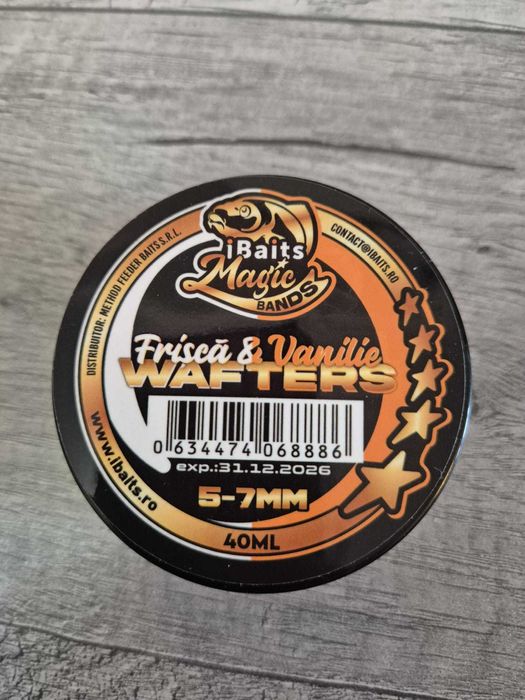 iBaits
Magic
BANDS
DISTRIBUITOR: METHOD FEEDER BAITS S.R.L.
CONTACT@IBAITS.RO
Frișcă & Vanilie
WAFTERS
0 634474 068886
exp.:31.12.2026
5-7MM
www.ibaits.ro
40ML